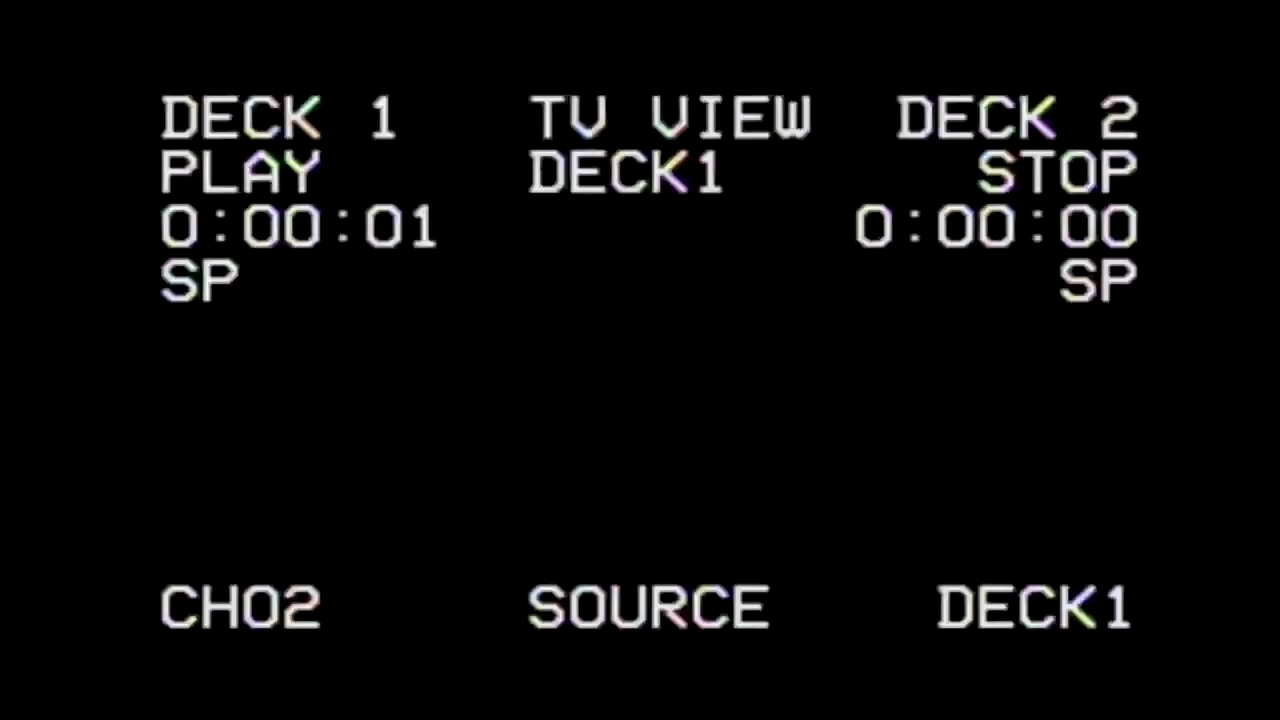 DECK 1 TV VIEW DECK 2
PLAY DECK1 STOP
0:00:01 0:00:00
SP SP
CH02 SOURCE DECK1